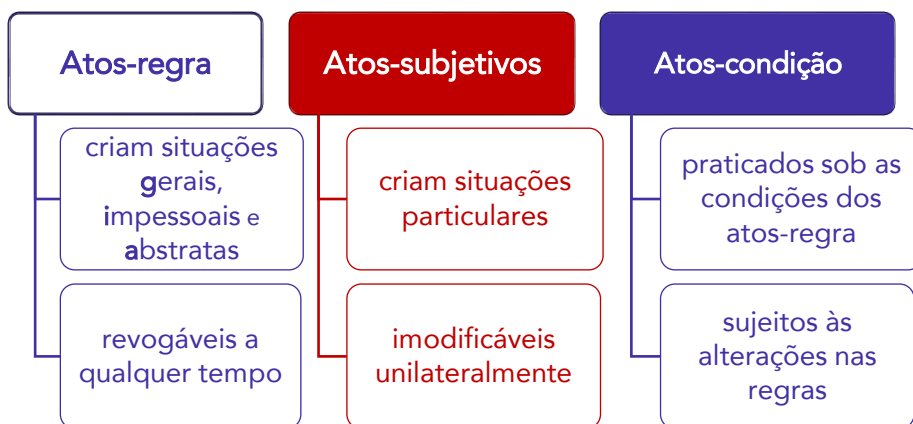 Atos-regra
criam situações
gerais,
impessoais e
abstratas
revogáveis a
qualquer tempo
Atos-subjetivos
criam situações
particulares
imodificáveis
unilateralmente
Atos-condição
praticados sob as
condições dos
atos-regra
sujeitos às
alterações nas
regras